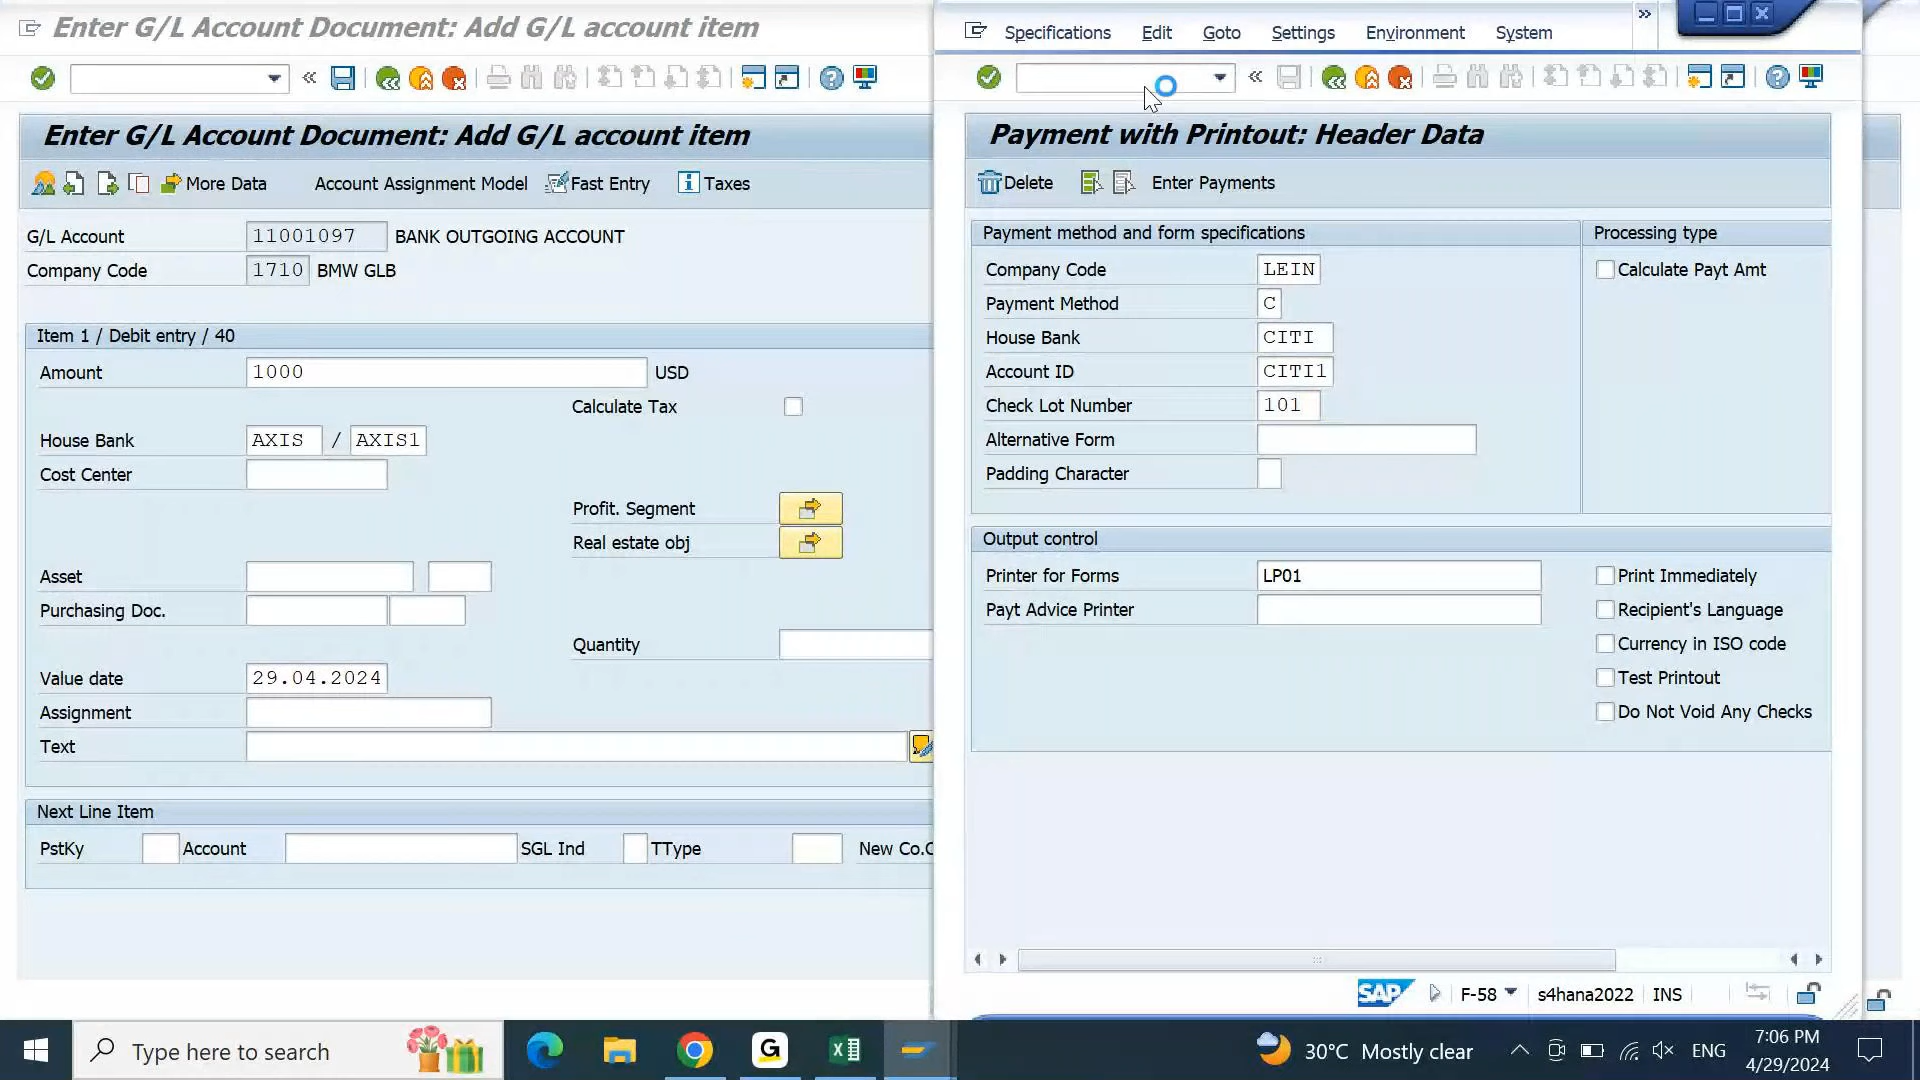 Enter G/L Account Document: Add G/L account item
«
Enter G/L Account Document: Add G/L account item
More Data Account Assignment Model Fast Entry Taxes
G/L Account 11001097 BANK OUTGOING ACCOUNT
Company Code 1710 BMW GLB
Item 1 / Debit entry / 40
Amount 1000 USD
Calculate Tax
House Bank AXIS / AXIS1
Cost Center
Profit. Segment
Real estate obj
Asset
Purchasing Doc.
Quantity
Value date 29.04.2024
Assignment
Text
Next Line Item
PstKy Account SGL Ind TType New Co.C
Specifications Edit Goto Settings Environment System »
«
Payment with Printout: Header Data
Delete Enter Payments
Payment method and form specifications Processing type
Company Code LEIN Calculate Payt Amt
Payment Method C
House Bank CITI
Account ID CITI1
Check Lot Number 101
Alternative Form
Padding Character
Output control
Printer for Forms LP01 Print Immediately
Payt Advice Printer Recipient's Language
Currency in ISO code
Test Printout
Do Not Void Any Checks
SAP F-58 s4hana2022 INS
Type here to search 30°C Mostly clear ENG 7:06 PM
4/29/2024